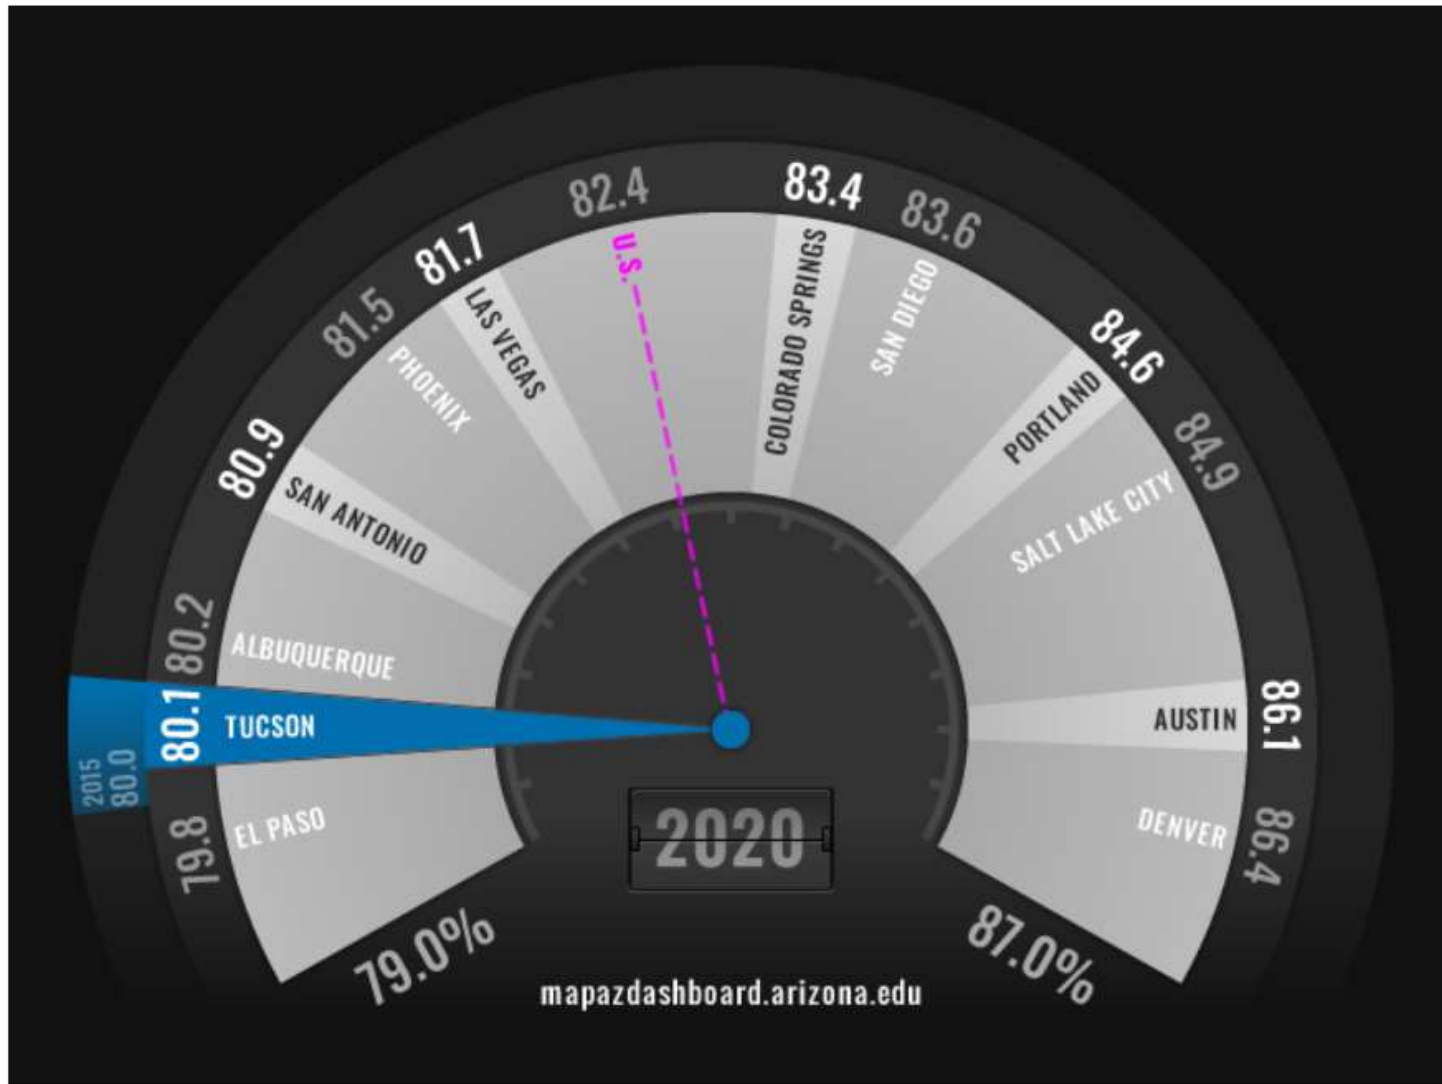 79.0%
79.8
EL PASO
2015
80.0
80.1
TUCSON
80.2
ALBUQUERQUE
80.9
SAN ANTONIO
81.5
PHOENIX
81.7
LAS VEGAS
82.4
U.S.
83.4
COLORADO SPRINGS
83.6
SAN DIEGO
84.6
PORTLAND
84.9
SALT LAKE CITY
86.1
AUSTIN
86.4
DENVER
87.0%
2020
mapazdashboard.arizona.edu